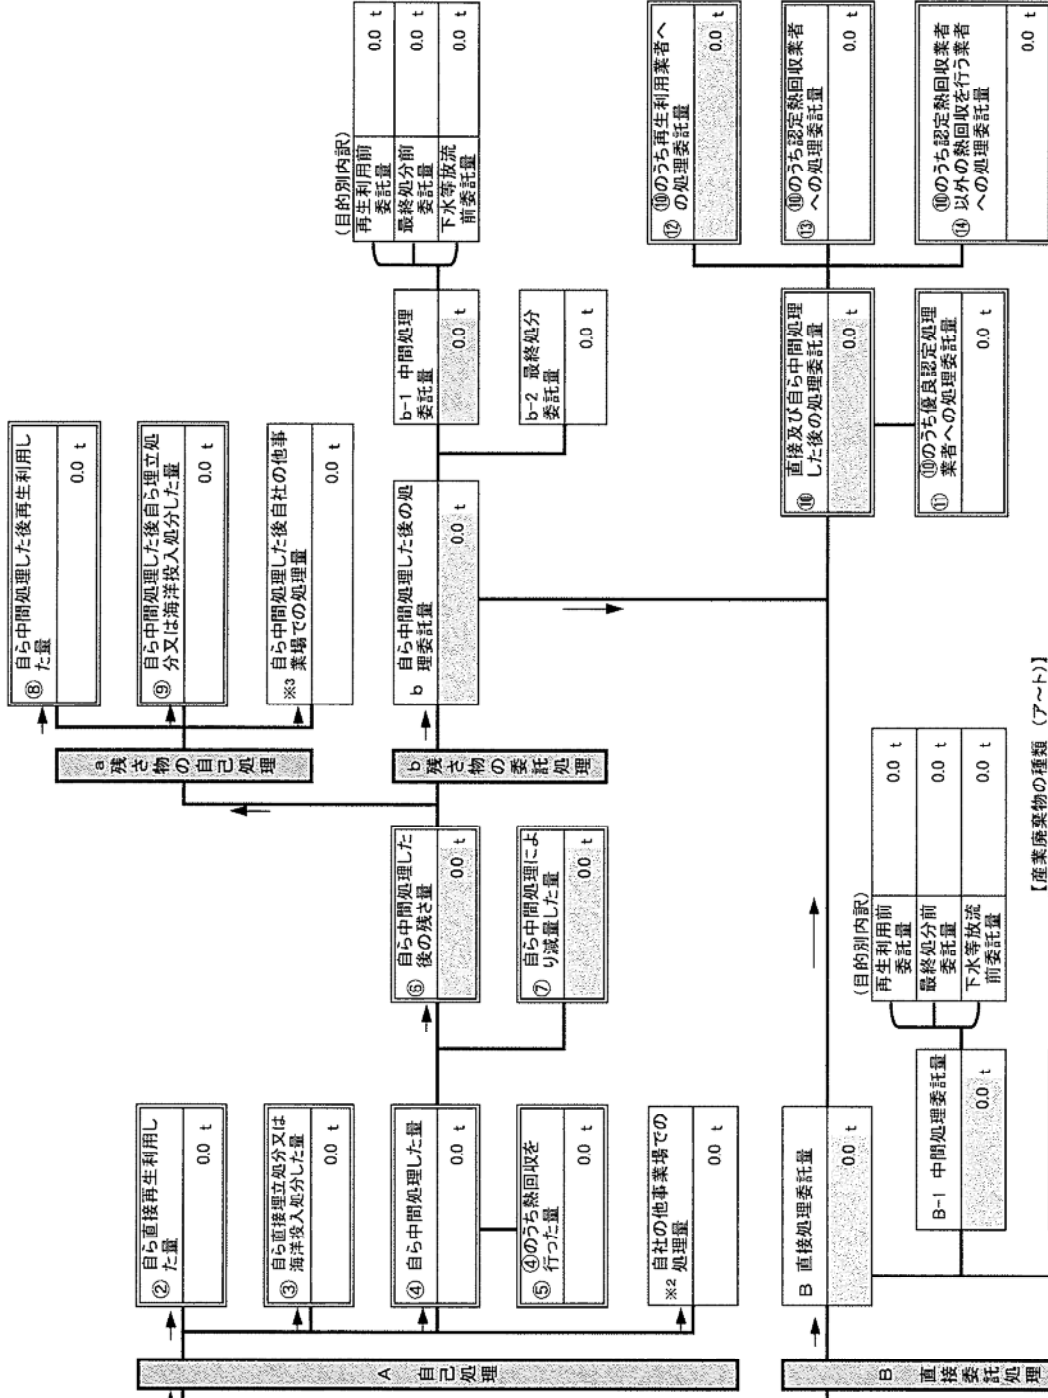 A 自己処理
② 自ら直接再生利用し
た量
0.0 t
③ 自ら直接埋立処分又は
海洋投入処分した量
0.0 t
④ 自ら中間処理した量
0.0 t
⑤ ④のうち熱回収を
行った量
0.0 t
※2 自社の他事業場での
処理量
0.0 t
⑥ 自ら中間処理した
後の残さ量
0.0 t
⑦ 自ら中間処理によ
り減量した量
0.0 t
a 残さ物の自己処理
⑧ 自ら中間処理した後再生利用し
た量
0.0 t
⑨ 自ら中間処理した後自ら埋立処
分又は海洋投入処分した量
0.0 t
※3 自ら中間処理した後自社の他事
業場での処理量
0.0 t
b 残さ物の委託処理
b 自ら中間処理した後の処
理委託量
0.0 t
b-1 中間処理
委託量
0.0 t
b-2 最終処分
委託量
0.0 t
(目的別内訳)
再生利用前
委託量
0.0 t
最終処分前
委託量
0.0 t
下水等放流
前委託量
0.0 t
B 直接委託処理
B 直接処理委託量
0.0 t
B-1 中間処理委託量
0.0 t
(目的別内訳)
再生利用前
委託量
0.0 t
最終処分前
委託量
0.0 t
下水等放流
前委託量
0.0 t
⑩ 直接及び自ら中間処理
した後の処理委託量
0.0 t
⑪ ⑩のうち優良認定処理
業者への処理委託量
0.0 t
⑫ ⑩のうち再生利用業者へ
の処理委託量
0.0 t
⑬ ⑩のうち認定熱回収業者
への処理委託量
0.0 t
⑭ ⑩のうち認定熱回収業者
以外の熱回収を行う業者
への処理委託量
0.0 t
【産業廃棄物の種類 (ア～ト)】